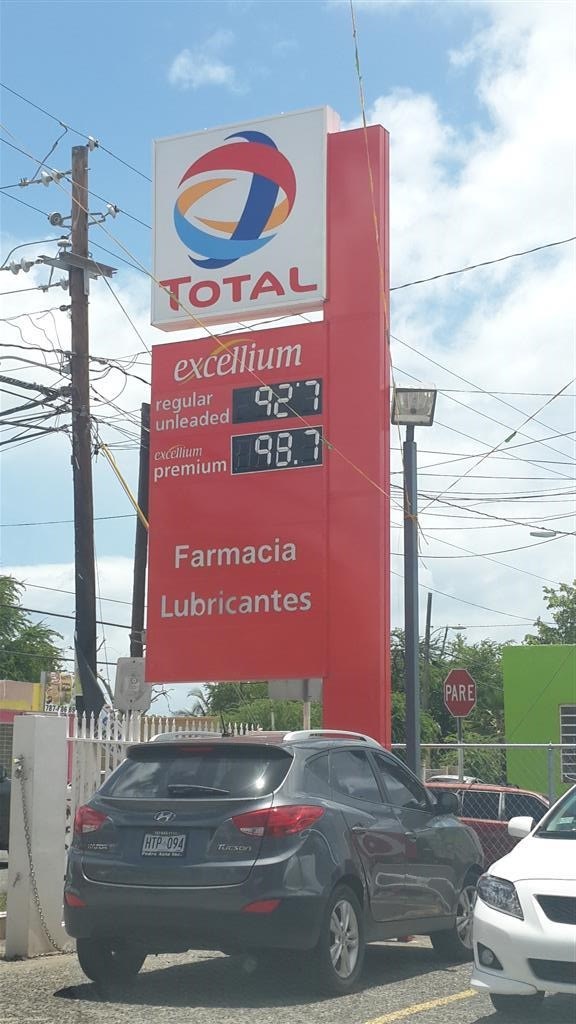 TOTAL
excellium
regular
unleaded
92.7
excellium
premium
98.7
Farmacia
Lubricantes
PARE
HTP 094
TUCSON